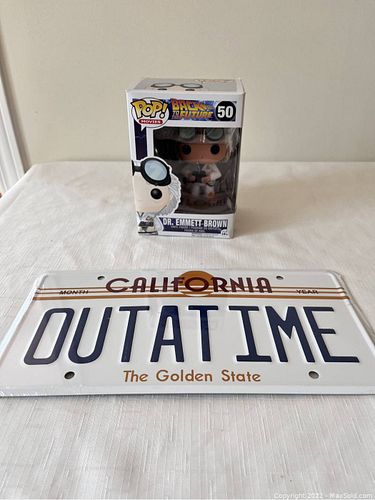 POP!
MOVIES
BACK TO THE FUTURE
50
DR. EMMETT BROWN
CALIFORNIA
MONTH YEAR
OUTATIME
The Golden State
Copyright 2022 - MaxSold.com